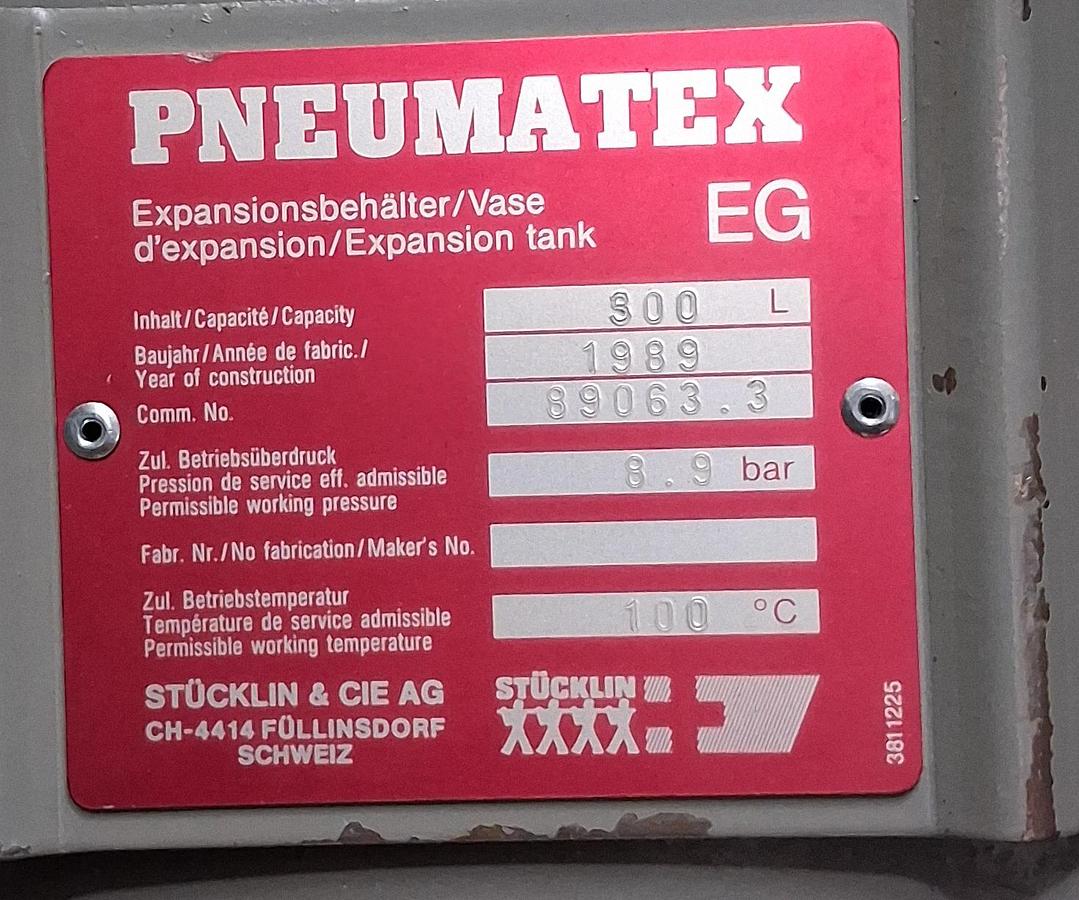 PNEUMATEX
Expansionsbehälter/Vase
d'expansion/Expansion tank
EG
Inhalt/Capacité/Capacity
300 L
Baujahr/Année de fabric./
Year of construction
1989
Comm. No.
89063.3
Zul. Betriebsüberdruck
Pression de service eff. admissible
Permissible working pressure
8.9 bar
Fabr. Nr./No fabrication/Maker's No.
Zul. Betriebstemperatur
Température de service admissible
Permissible working temperature
100 °C
STÜCKLIN & CIE AG
CH-4414 FÜLLINSDORF
SCHWEIZ
STÜCKLIN
3811225